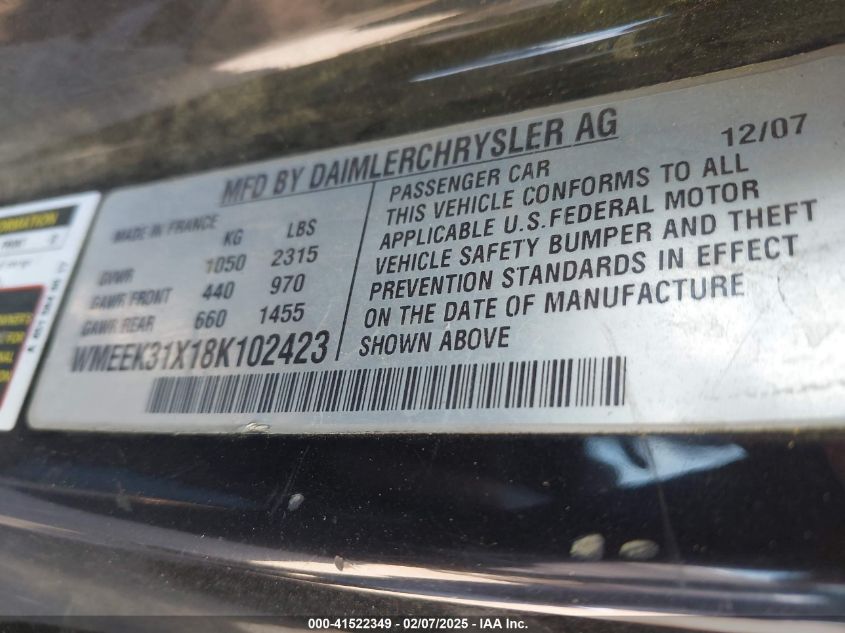 MFD BY DAIMLERCHRYSLER AG
12/07
MADE IN FRANCE
KG LBS
GVWR 1050 2315
GAWR FRONT 440 970
GAWR REAR 660 1455
WMEEK31X18K102423
PASSENGER CAR
THIS VEHICLE CONFORMS TO ALL
APPLICABLE U.S.FEDERAL MOTOR
VEHICLE SAFETY BUMPER AND THEFT
PREVENTION STANDARDS IN EFFECT
ON THE DATE OF MANUFACTURE
SHOWN ABOVE
000-41522349 | 02/07/2025 - IAA, Inc.